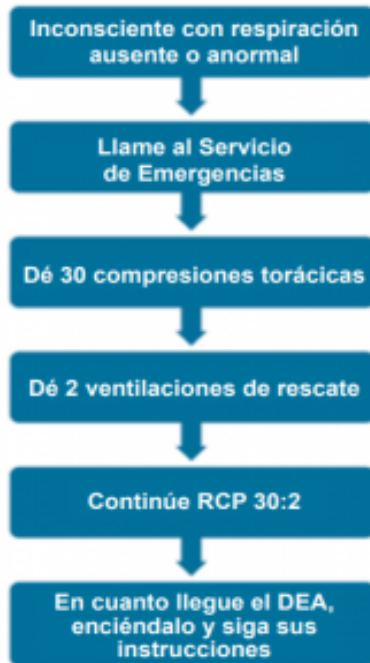 Inconsciente con respiración
ausente o anormal
Llame al Servicio
de Emergencias
Dé 30 compresiones torácicas
Dé 2 ventilaciones de rescate
Continúe RCP 30:2
En cuanto llegue el DEA,
enciéndalo y siga sus
instrucciones